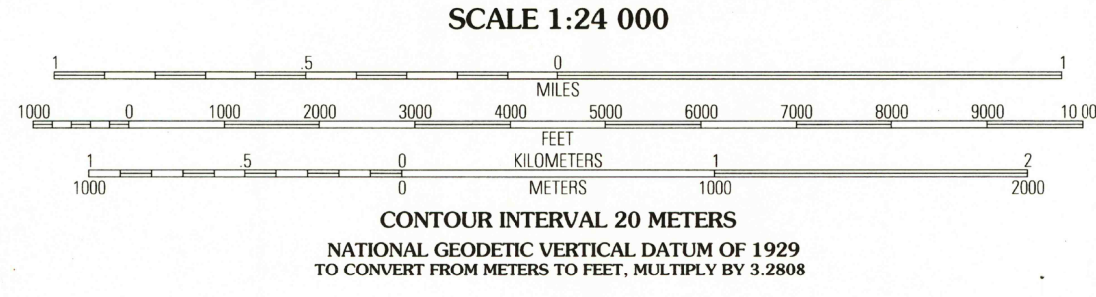 SCALE 1:24 000
1 .5 0 1
MILES
1000 0 1000 2000 3000 4000 5000 6000 7000 8000 9000 10 00
FEET
1 .5 0 KILOMETERS 1 2
1000 0 METERS 1000 2000
CONTOUR INTERVAL 20 METERS
NATIONAL GEODETIC VERTICAL DATUM OF 1929
TO CONVERT FROM METERS TO FEET, MULTIPLY BY 3.2808